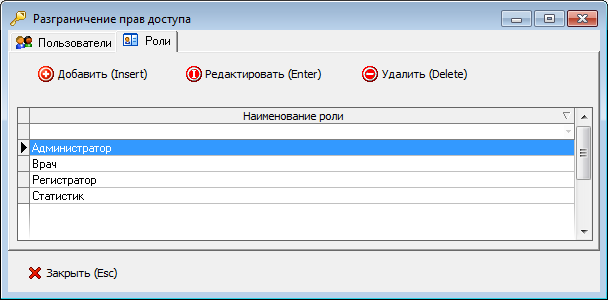 Разграничение прав доступа
Пользователи Роли
Добавить (Insert) Редактировать (Enter) Удалить (Delete)
Наименование роли
Администратор
Врач
Регистратор
Статистик
Закрыть (Esc)